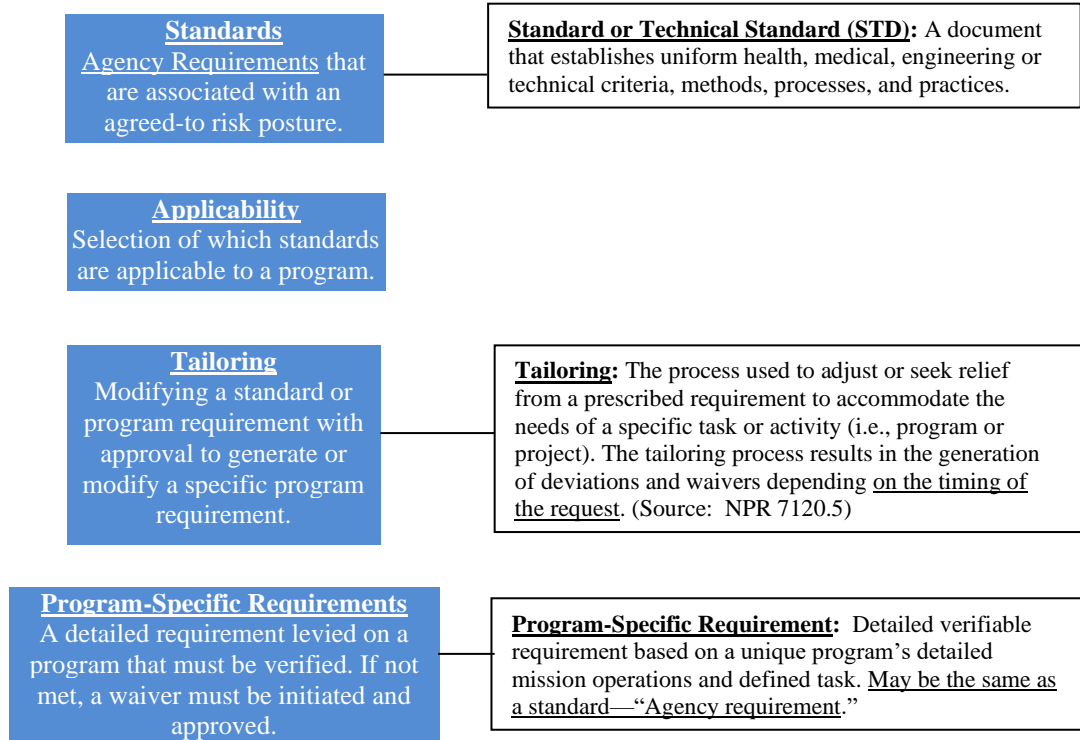 Standards
Agency Requirements that
are associated with an
agreed-to risk posture.
Standard or Technical Standard (STD): A document
that establishes uniform health, medical, engineering or
technical criteria, methods, processes, and practices.
Applicability
Selection of which standards
are applicable to a program.
Tailoring
Modifying a standard or
program requirement with
approval to generate or
modify a specific program
requirement.
Tailoring: The process used to adjust or seek relief
from a prescribed requirement to accommodate the
needs of a specific task or activity (i.e., program or
project). The tailoring process results in the generation
of deviations and waivers depending on the timing of
the request. (Source:  NPR 7120.5)
Program-Specific Requirements
A detailed requirement levied on a
program that must be verified. If not
met, a waiver must be initiated and
approved.
Program-Specific Requirement:  Detailed verifiable
requirement based on a unique program’s detailed
mission operations and defined task. May be the same as
a standard—“Agency requirement.”